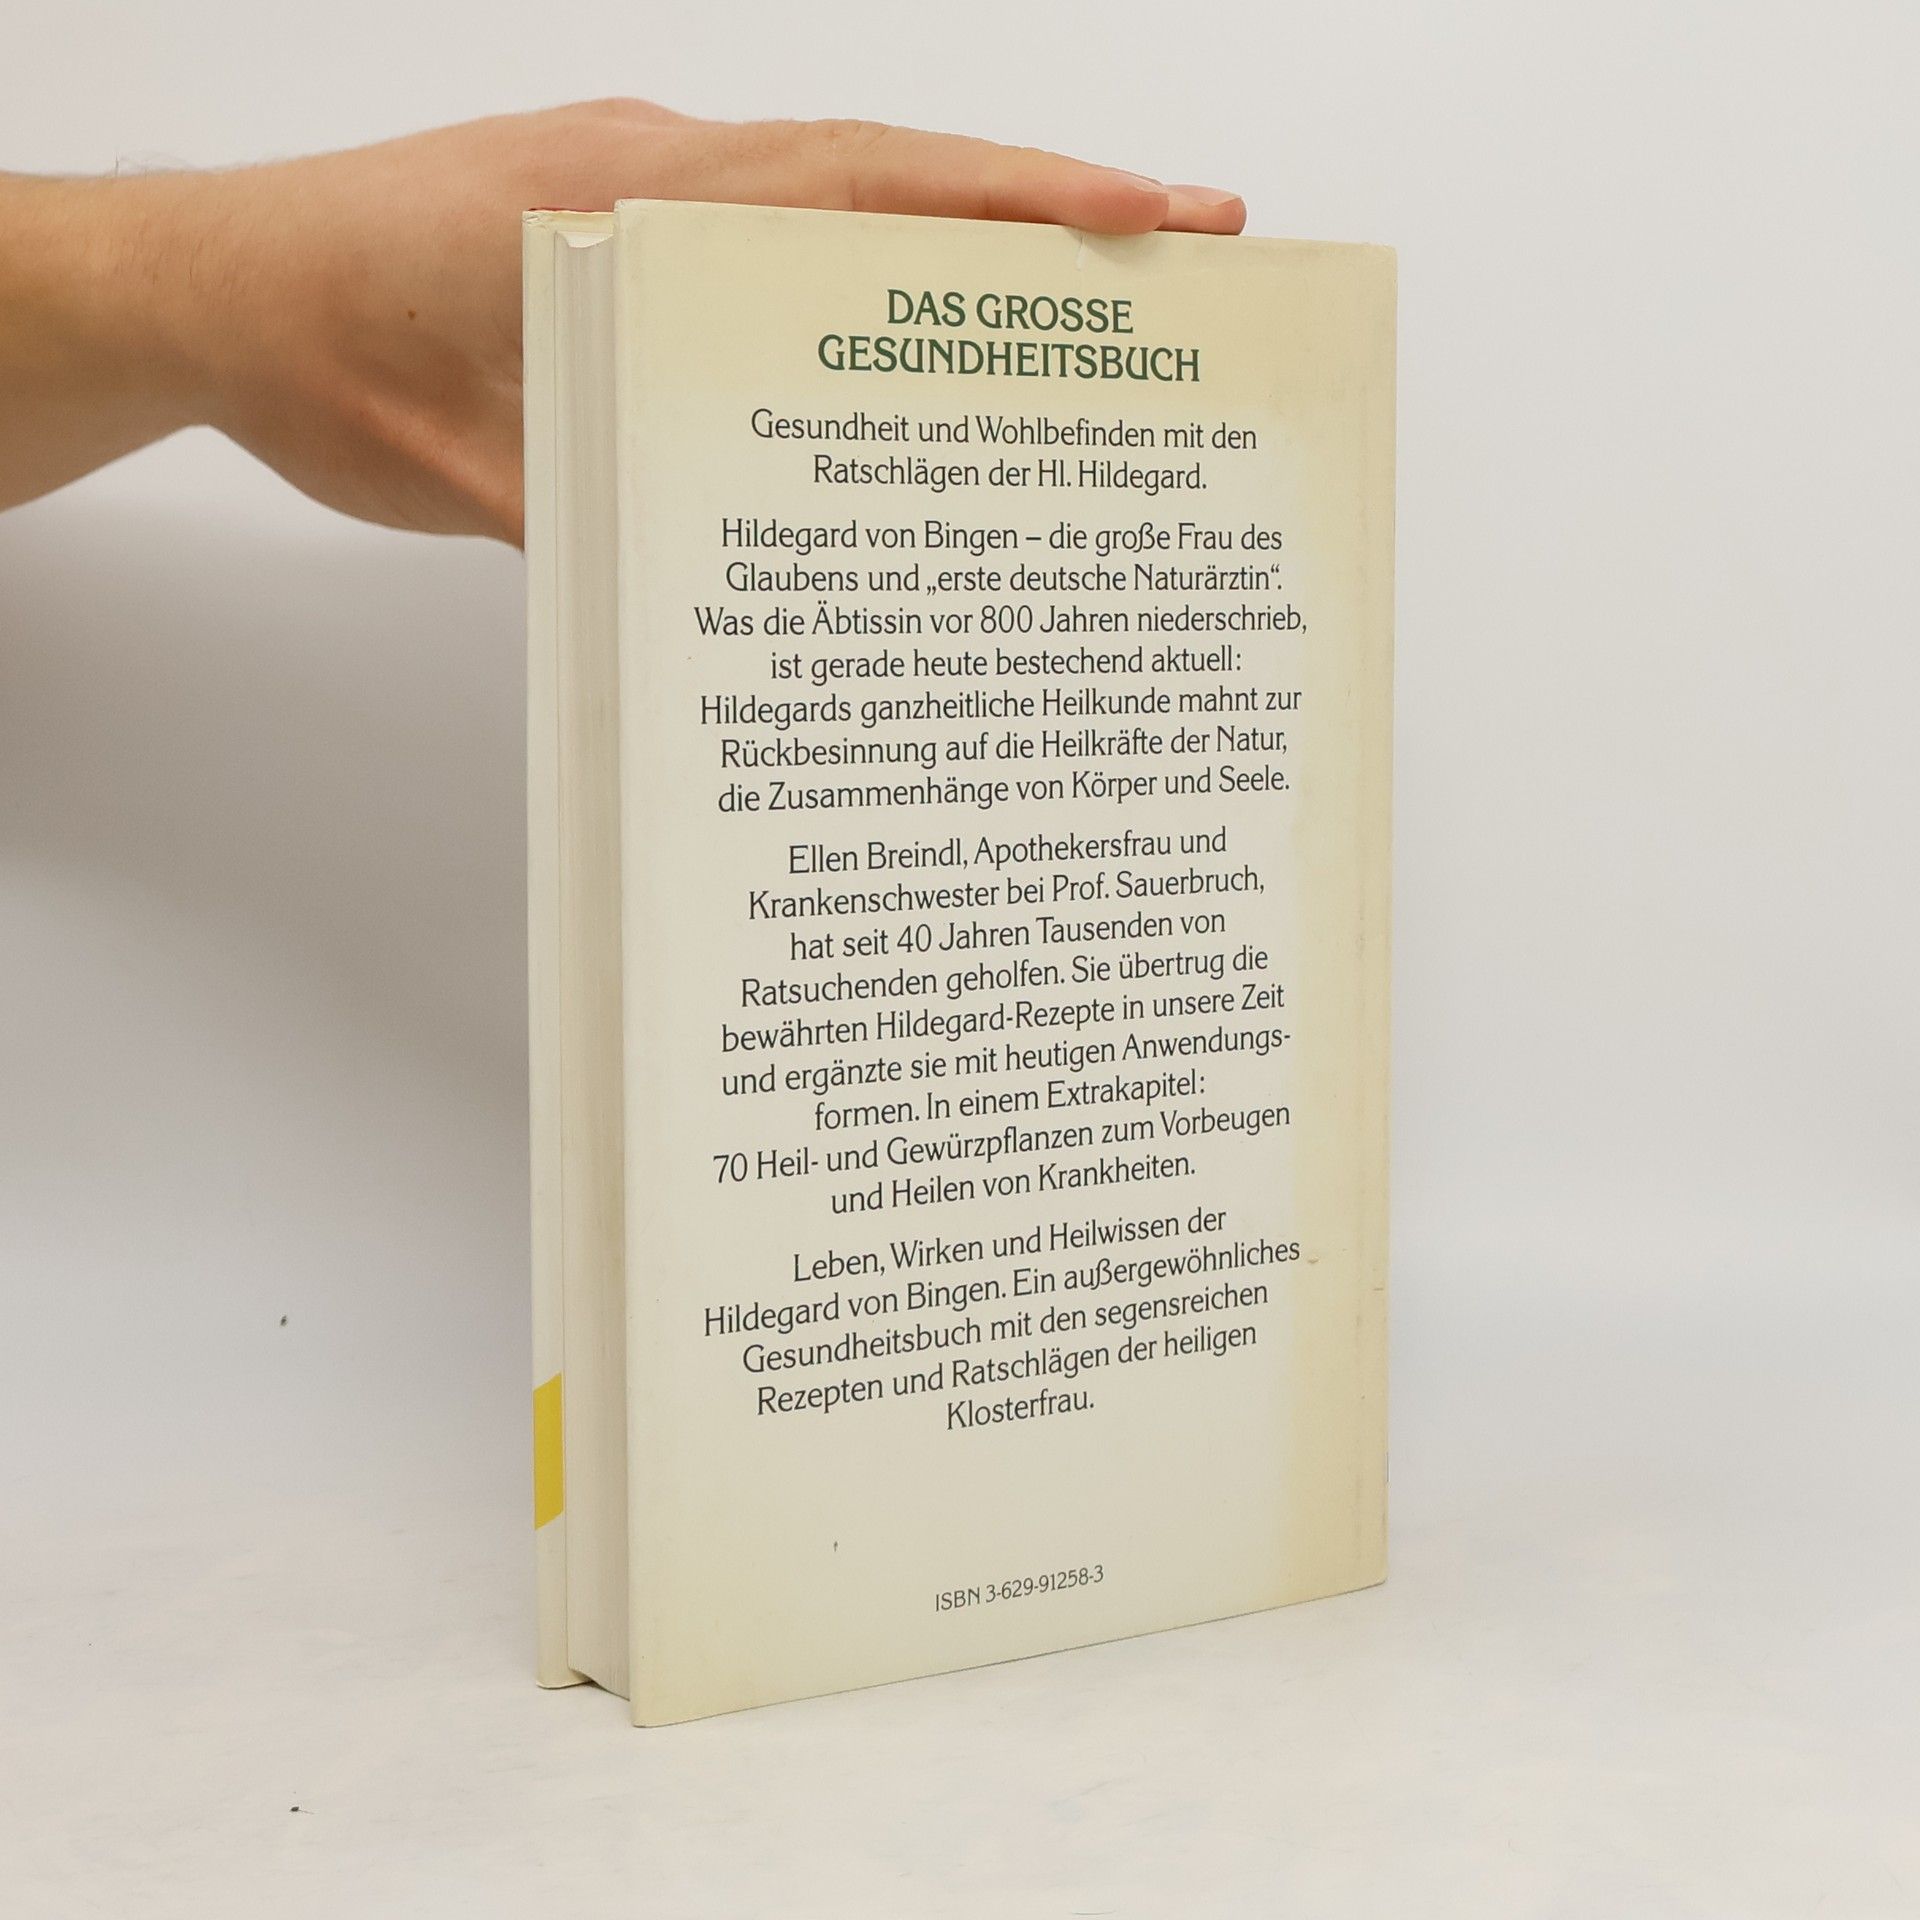 DAS GROSSE
GESUNDHEITSBUCH
Gesundheit und Wohlbefinden mit den
Ratschlägen der Hl. Hildegard.
Hildegard von Bingen – die große Frau des
Glaubens und „erste deutsche Naturärztin“.
Was die Äbtissin vor 800 Jahren niederschrieb,
ist gerade heute bestechend aktuell:
Hildegards ganzheitliche Heilkunde mahnt zur
Rückbesinnung auf die Heilkräfte der Natur,
die Zusammenhänge von Körper und Seele.
Ellen Breindl, Apothekersfrau und
Krankenschwester bei Prof. Sauerbruch,
hat seit 40 Jahren Tausenden von
Ratsuchenden geholfen. Sie übertrug die
bewährten Hildegard-Rezepte in unsere Zeit
und ergänzte sie mit heutigen Anwendungs-
formen. In einem Extrakapitel:
70 Heil- und Gewürzpflanzen zum Vorbeugen
und Heilen von Krankheiten.
Leben, Wirken und Heilwissen der
Hildegard von Bingen. Ein außergewöhnliches
Gesundheitsbuch mit den segensreichen
Rezepten und Ratschlägen der heiligen
Klosterfrau.
ISBN 3-629-91258-3